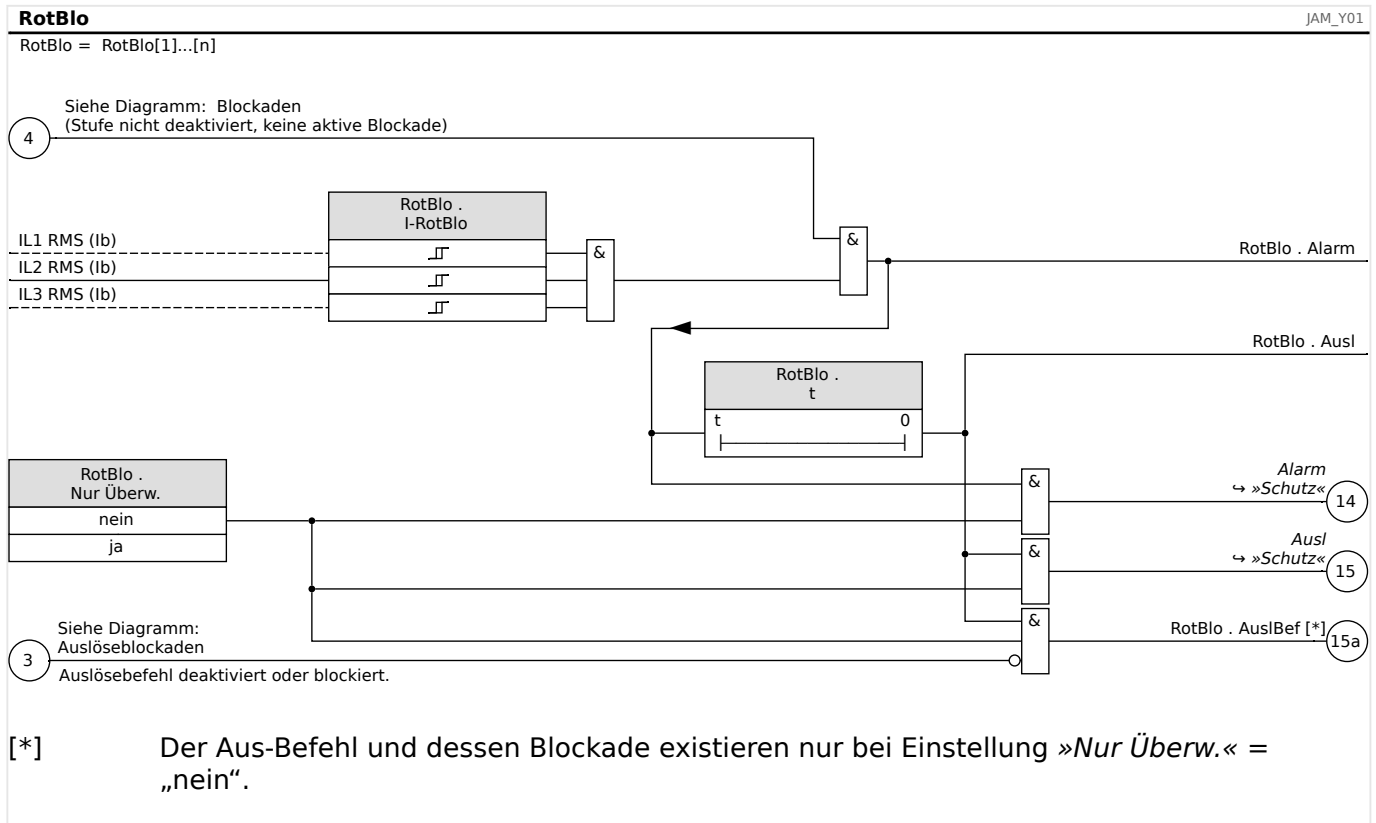 RotBlo
JAM_Y01
RotBlo = RotBlo[1]...[n]
Siehe Diagramm: Blockaden
(Stufe nicht deaktiviert, keine aktive Blockade)
4
RotBlo .
I-RotBlo
IL1 RMS (Ib)
IL2 RMS (Ib)
IL3 RMS (Ib)
&
&
RotBlo . Alarm
RotBlo . Ausl
RotBlo .
t
t 0
RotBlo .
Nur Überw.
nein
ja
&
Alarm
↪ »Schutz«
14
&
Ausl
↪ »Schutz«
15
&
RotBlo . AuslBef [*]
15a
Siehe Diagramm:
Auslöseblockaden
3
Auslösebefehl deaktiviert oder blockiert.
[*] Der Aus-Befehl und dessen Blockade existieren nur bei Einstellung »Nur Überw.« =
„nein“.